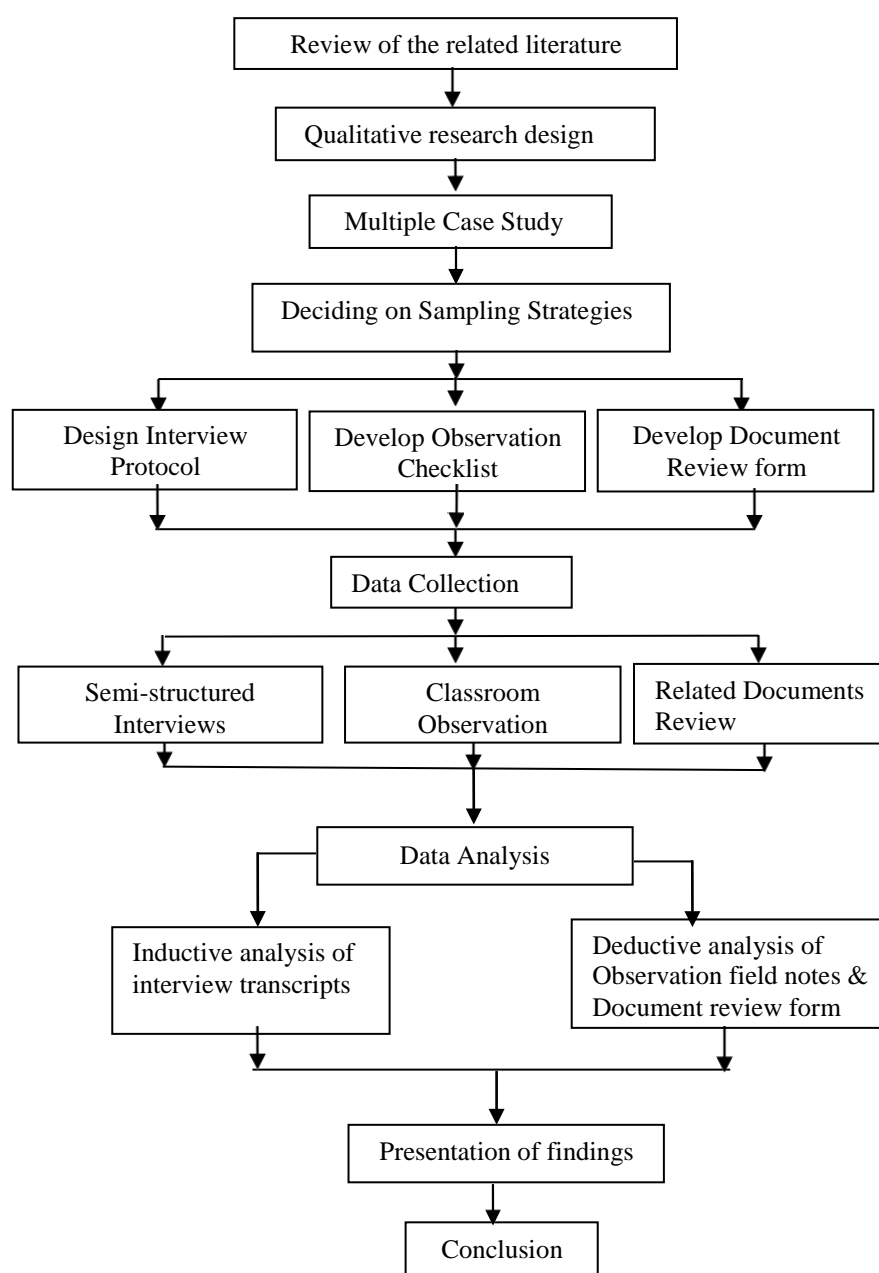 Review of the related literature
Qualitative research design
Multiple Case Study
Deciding on Sampling Strategies
Design Interview
Protocol
Develop Observation
Checklist
Develop Document
Review form
Data Collection
Semi-structured
Interviews
Classroom
Observation
Related Documents
Review
Data Analysis
Inductive analysis of
interview transcripts
Deductive analysis of
Observation field notes &
Document review form
Presentation of findings
Conclusion